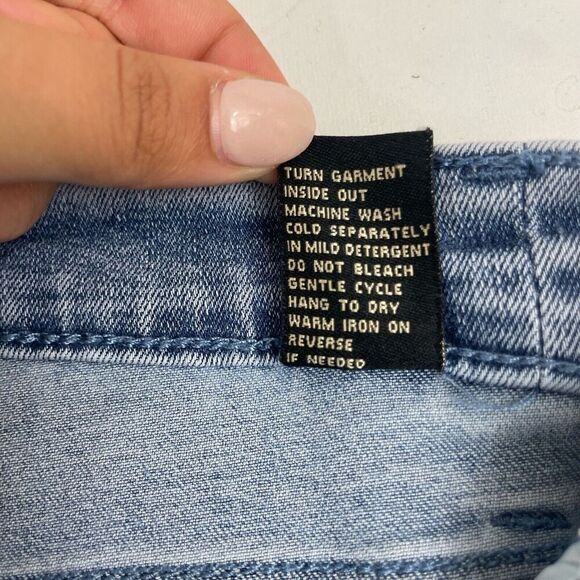 TURN GARMENT
INSIDE OUT
MACHINE WASH
COLD SEPARATELY
IN MILD DETERGENT
DO NOT BLEACH
GENTLE CYCLE
HANG TO DRY
WARM IRON ON
REVERSE
IF NEEDED